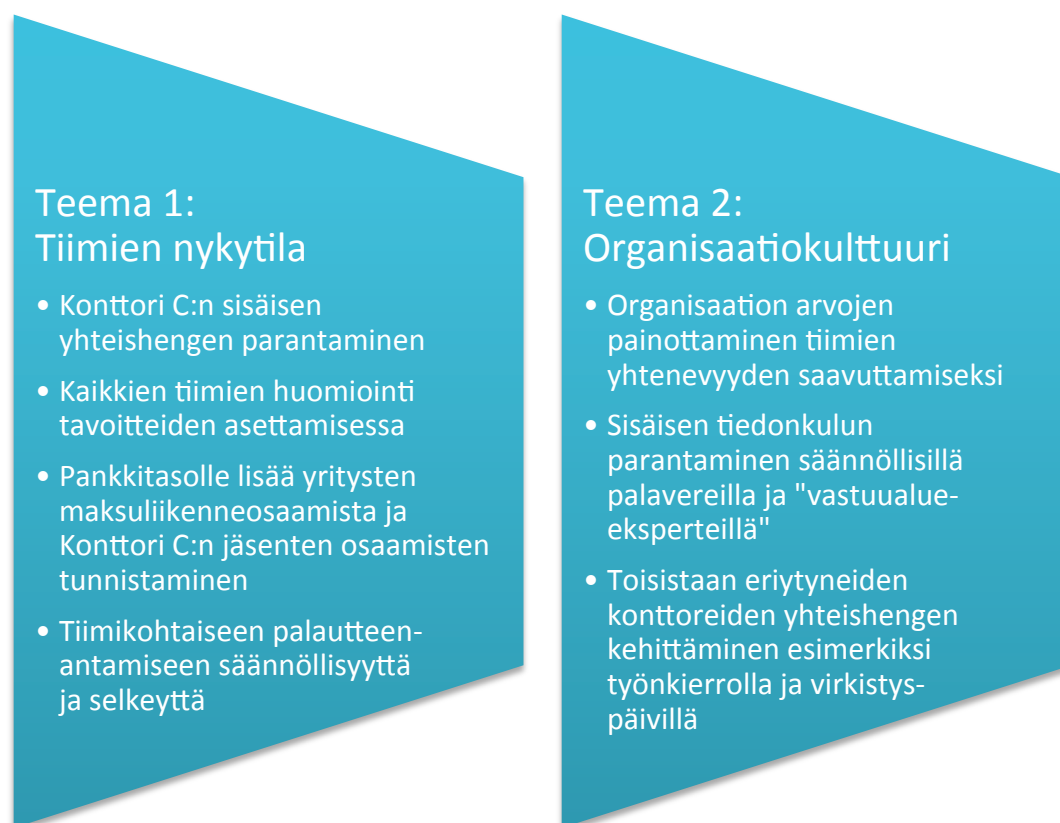 Teema 1:
Tiimien nykytila
• Konttori C:n sisäisen
yhteishengen parantaminen
• Kaikkien tiimien huomiointi
tavoitteiden asettamisessa
• Pankkitasolle lisää yritysten
maksuliikenneosaamista ja
Konttori C:n jäsenten osaamisten
tunnistaminen
• Tiimikohtaiseen palautteen-
antamiseen säännöllisyyttä
ja selkeyttä
Teema 2:
Organisaatiokulttuuri
• Organisaation arvojen
painottaminen tiimien
yhtenevyyden saavuttamiseksi
• Sisäisen tiedonkulun
parantaminen säännöllisillä
palavereilla ja "vastuualue-
eksperteillä"
• Toisistaan eriytyneiden
konttoreiden yhteishengen
kehittäminen esimerkiksi
työnkierrolla ja virkistys-
päivillä